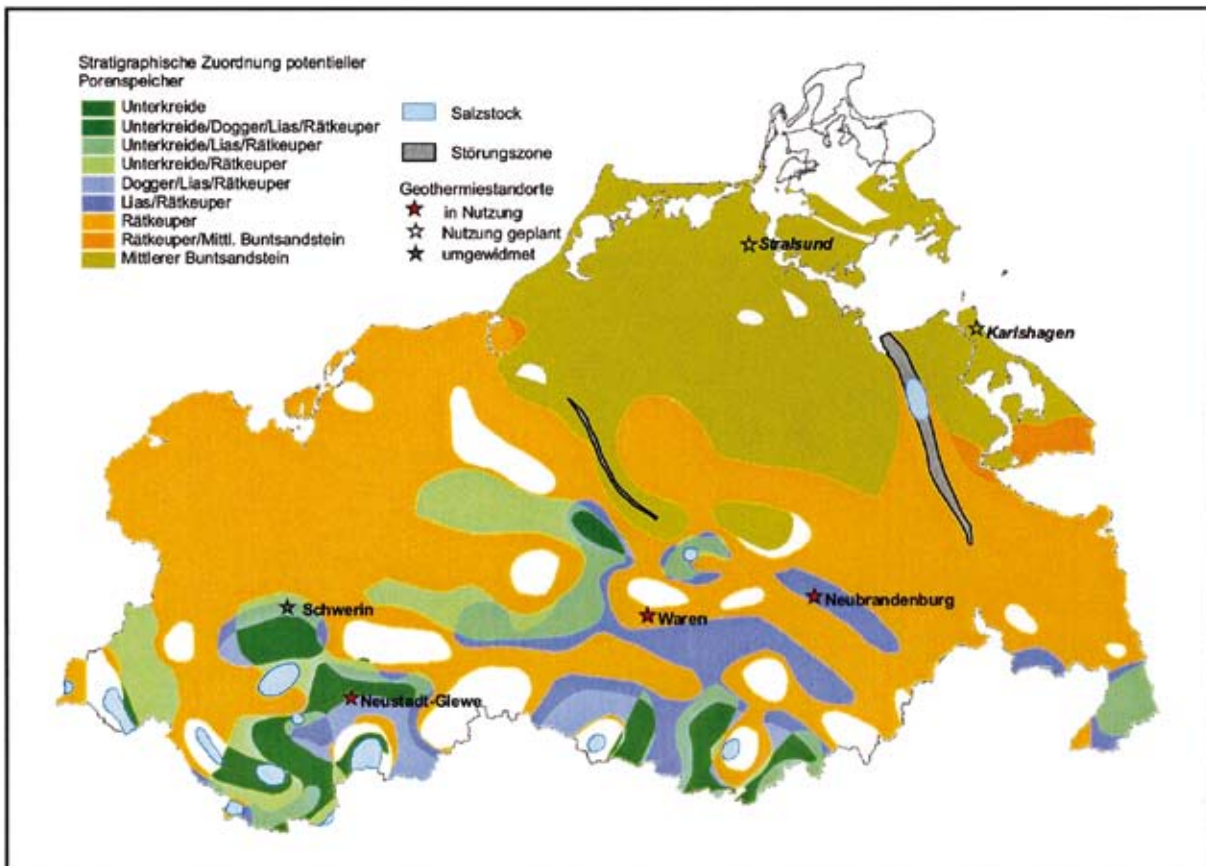 Stratigraphische Zuordnung potentieller
Porenspeicher
Unterkreide
Unterkreide/Dogger/Lias/Rätkeuper
Unterkreide/Lias/Rätkeuper
Unterkreide/Rätkeuper
Dogger/Lias/Rätkeuper
Lias/Rätkeuper
Rätkeuper
Rätkeuper/Mittl. Buntsandstein
Mittlerer Buntsandstein
Salzstock
Störungszone
Geothermiestandorte
in Nutzung
Nutzung geplant
umgewidmet
Stralsund
Karlshagen
Neubrandenburg
Schwerin
Waren
Neustadt-Glewe